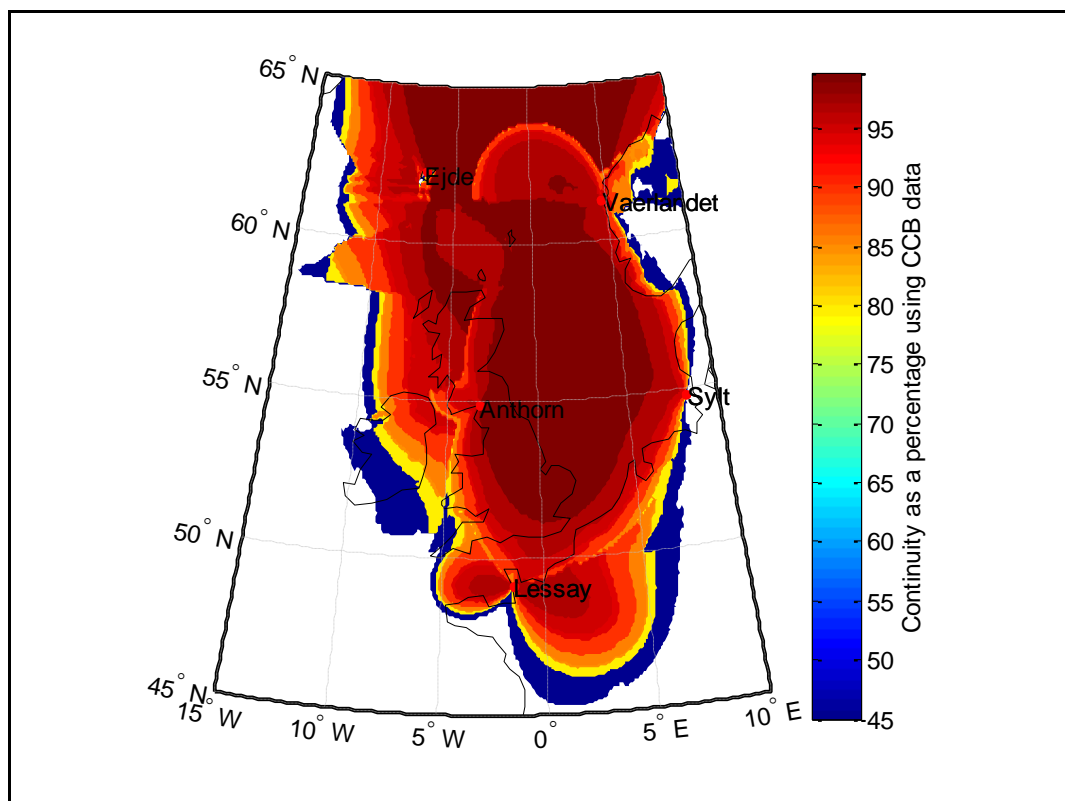 65° N
60° N
55° N
50° N
45° N
15° W
10° W
5° W
0°
5° E
10° E
Ejde
Vaerlandet
Sylt
Anthorn
Lessay
95
90
85
80
75
70
65
60
55
50
45
Continuity as a percentage using CCB data